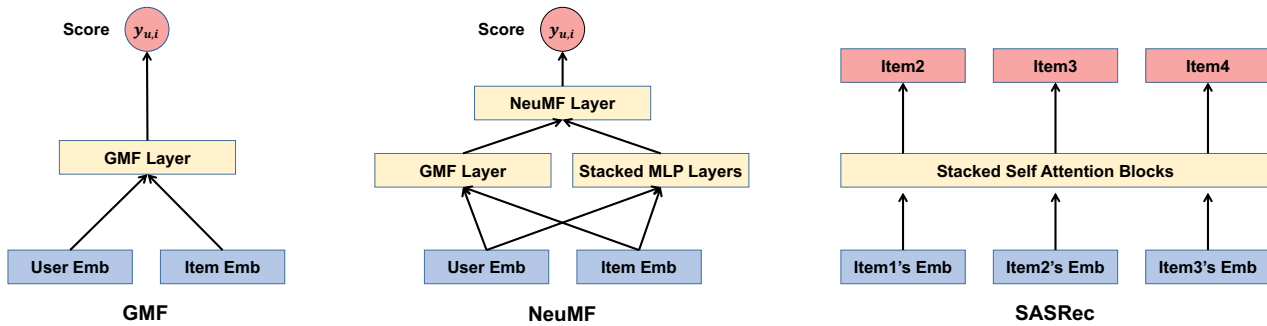 Score y_{u,i}
GMF Layer
User Emb Item Emb
GMF
Score y_{u,i}
NeuMF Layer
GMF Layer Stacked MLP Layers
User Emb Item Emb
NeuMF
Item2 Item3 Item4
Stacked Self Attention Blocks
Item1’s Emb Item2’s Emb Item3’s Emb
SASRec